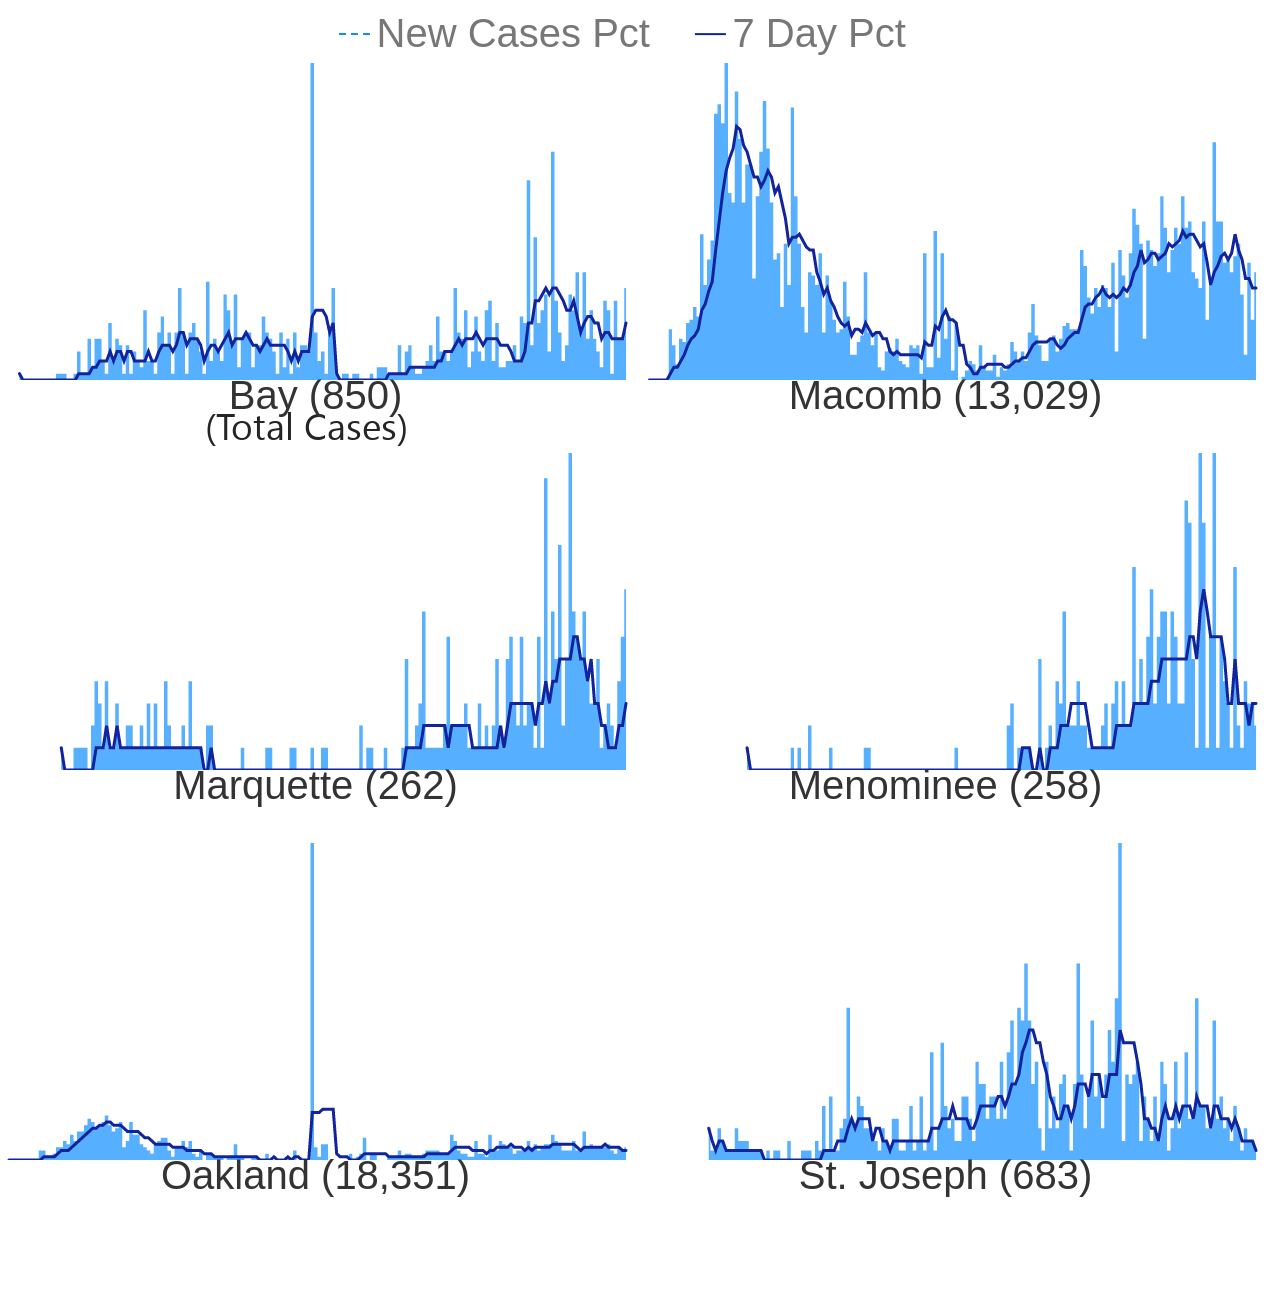 New Cases Pct 7 Day Pct
Bay (850)
(Total Cases)
Macomb (13,029)
Marquette (262)
Menominee (258)
Oakland (18,351)
St. Joseph (683)